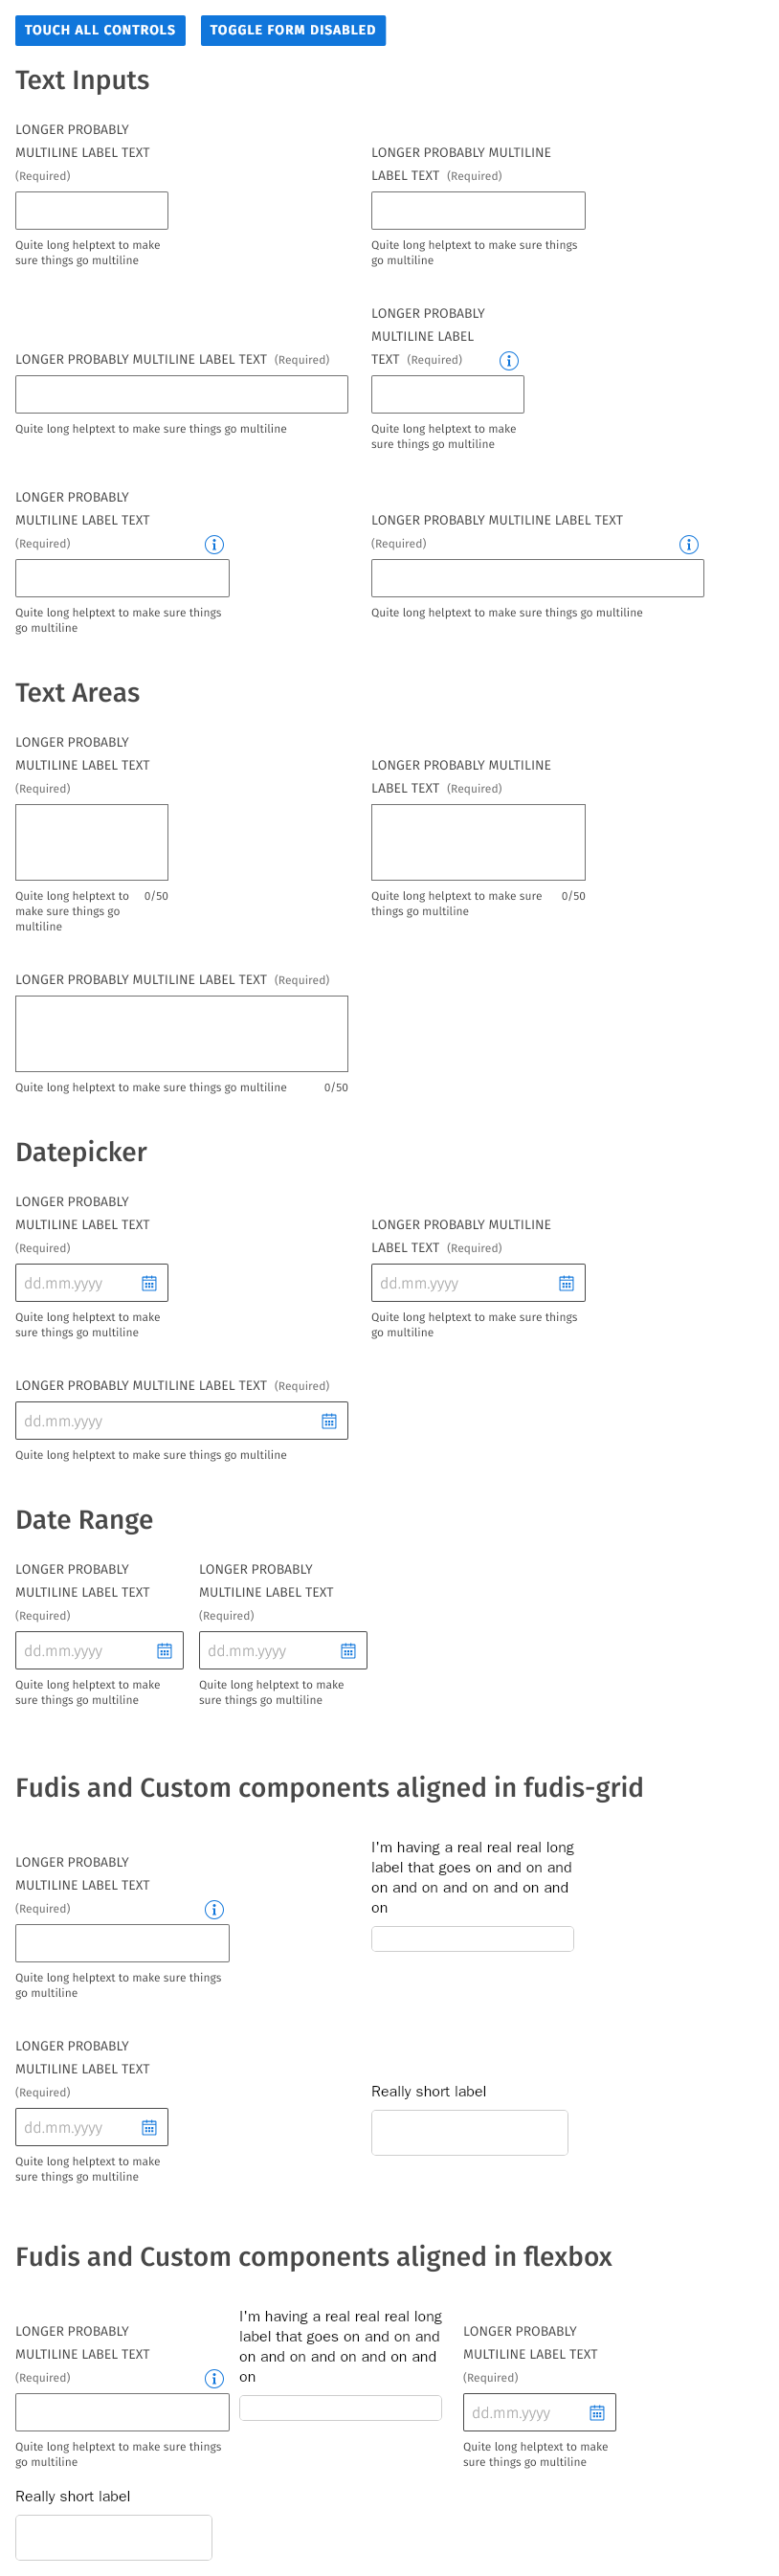 TOUCH ALL CONTROLS
TOGGLE FORM DISABLED
Text Inputs
LONGER PROBABLY
MULTILINE LABEL TEXT
(Required)
Quite long helptext to make
sure things go multiline
LONGER PROBABLY MULTILINE
LABEL TEXT (Required)
Quite long helptext to make sure things
go multiline
LONGER PROBABLY MULTILINE LABEL TEXT (Required)
Quite long helptext to make sure things go multiline
LONGER PROBABLY
MULTILINE LABEL
TEXT (Required)
Quite long helptext to make
sure things go multiline
LONGER PROBABLY
MULTILINE LABEL TEXT
(Required)
Quite long helptext to make sure things
go multiline
LONGER PROBABLY MULTILINE LABEL TEXT
(Required)
Quite long helptext to make sure things go multiline
Text Areas
LONGER PROBABLY
MULTILINE LABEL TEXT
(Required)
Quite long helptext to 0/50
make sure things go
multiline
LONGER PROBABLY MULTILINE
LABEL TEXT (Required)
Quite long helptext to make sure 0/50
things go multiline
LONGER PROBABLY MULTILINE LABEL TEXT (Required)
Quite long helptext to make sure things go multiline 0/50
Datepicker
LONGER PROBABLY
MULTILINE LABEL TEXT
(Required)
dd.mm.yyyy
Quite long helptext to make
sure things go multiline
LONGER PROBABLY MULTILINE
LABEL TEXT (Required)
dd.mm.yyyy
Quite long helptext to make sure things
go multiline
LONGER PROBABLY MULTILINE LABEL TEXT (Required)
dd.mm.yyyy
Quite long helptext to make sure things go multiline
Date Range
LONGER PROBABLY
MULTILINE LABEL TEXT
(Required)
dd.mm.yyyy
Quite long helptext to make
sure things go multiline
LONGER PROBABLY
MULTILINE LABEL TEXT
(Required)
dd.mm.yyyy
Quite long helptext to make
sure things go multiline
Fudis and Custom components aligned in fudis-grid
LONGER PROBABLY
MULTILINE LABEL TEXT
(Required)
Quite long helptext to make sure things
go multiline
I'm having a real real real long
label that goes on and on and
on and on and on and on and
on
LONGER PROBABLY
MULTILINE LABEL TEXT
(Required)
dd.mm.yyyy
Quite long helptext to make
sure things go multiline
Really short label
Fudis and Custom components aligned in flexbox
LONGER PROBABLY
MULTILINE LABEL TEXT
(Required)
Quite long helptext to make sure things
go multiline
I'm having a real real real long
label that goes on and on and
on and on and on and on and
on
LONGER PROBABLY
MULTILINE LABEL TEXT
(Required)
dd.mm.yyyy
Quite long helptext to make
sure things go multiline
Really short label